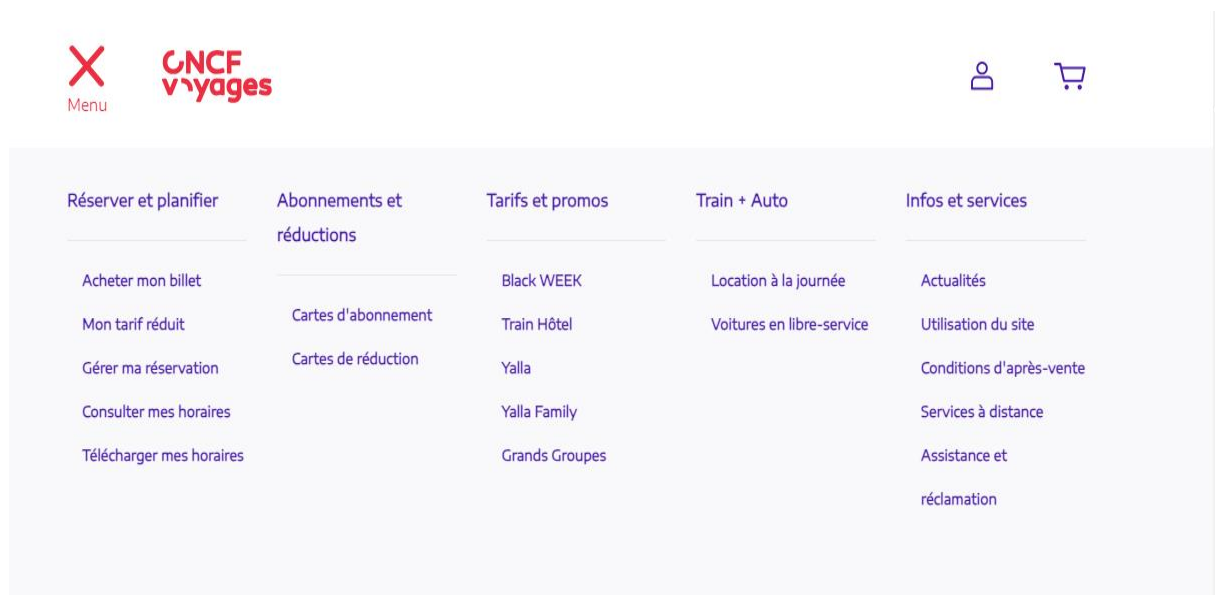 Menu
ONCF
voyages
Réserver et planifier
Acheter mon billet
Mon tarif réduit
Gérer ma réservation
Consulter mes horaires
Télécharger mes horaires
Abonnements et
réductions
Cartes d'abonnement
Cartes de réduction
Tarifs et promos
Black WEEK
Train Hôtel
Yalla
Yalla Family
Grands Groupes
Train + Auto
Location à la journée
Voitures en libre-service
Infos et services
Actualités
Utilisation du site
Conditions d'après-vente
Services à distance
Assistance et
réclamation